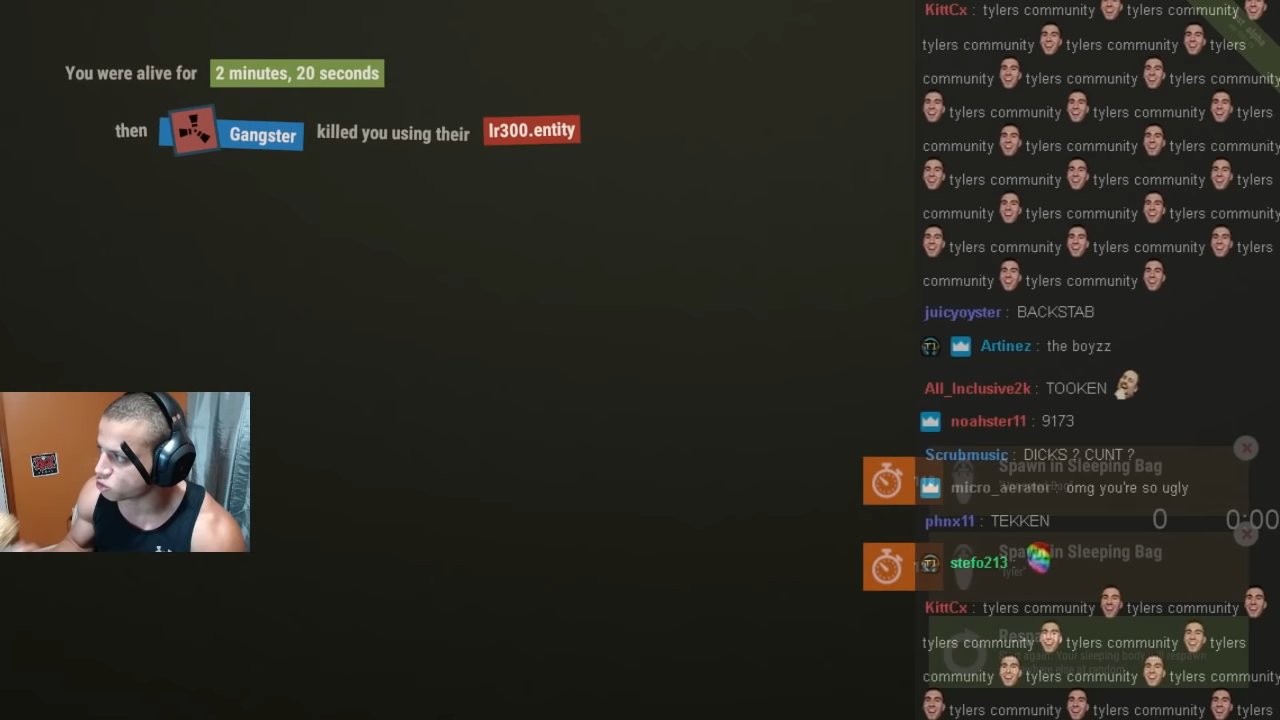 You were alive for 2 minutes, 20 seconds
then Gangster killed you using their lr300.entity
KittCx : tylers community tylers community
tylers community tylers community tylers
community tylers community tylers community
tylers community tylers community
community tylers community tylers community
tylers community tylers community tylers
community tylers community tylers community
tylers community tylers community tylers
community tylers community
juicyoyster : BACKSTAB
T1 Artinez : the boyzz
All_Inclusive2k : TOOKEN
noahster11 : 9173
Scrubmusic : DICKS ? CUNT ?
Spawn in Sleeping Bag
micro_aerator : omg you're so ugly
phnx11 : TEKKEN
0 0:00
Spawn in Sleeping Bag
T1 stefo213 :
KittCx : tylers community tylers community
tylers community tylers community tylers
community tylers community tylers community
tylers community tylers community tylers